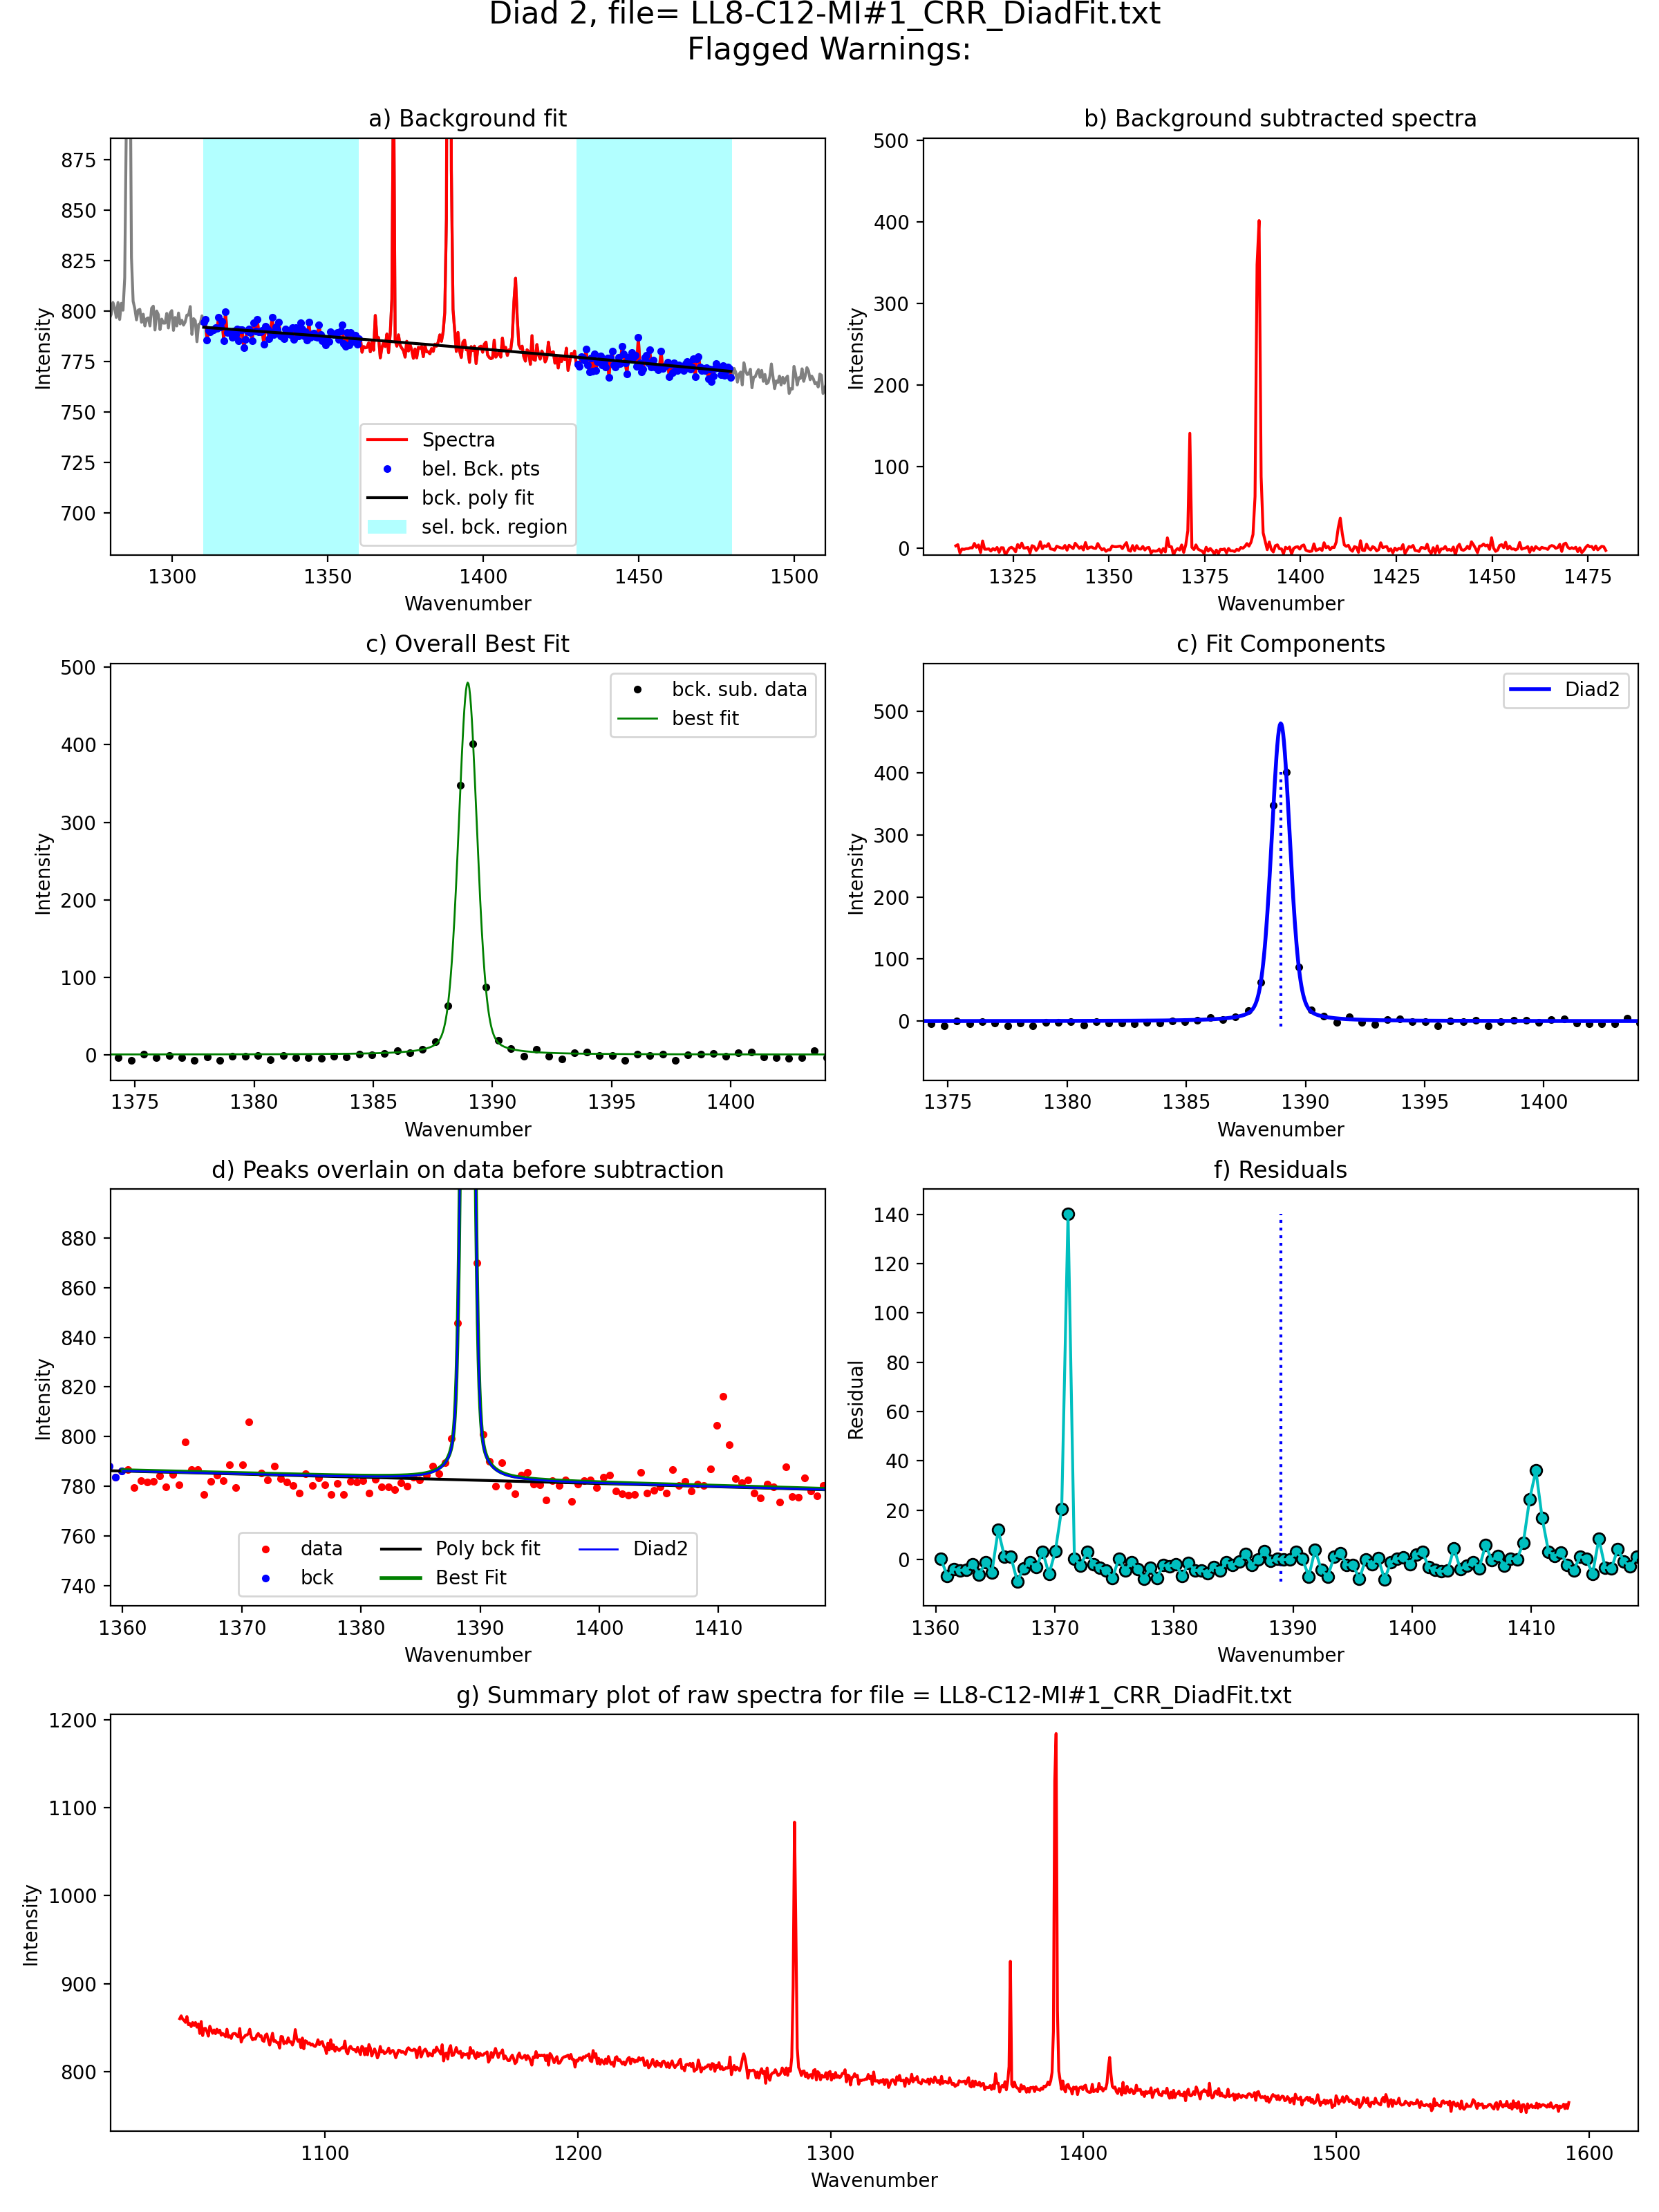 Diad 2, file= LL8-C12-MI#1_CRR_DiadFit.txt
Flagged Warnings:
a) Background fit
875
850
825
800
775
750
725
700
Intensity
Spectra
bel. Bck. pts
bck. poly fit
sel. bck. region
1300 1350 1400 1450 1500
Wavenumber
b) Background subtracted spectra
500
400
300
200
100
0
Intensity
1325 1350 1375 1400 1425 1450 1475
Wavenumber
c) Overall Best Fit
500
400
300
200
100
0
Intensity
bck. sub. data
best fit
1375 1380 1385 1390 1395 1400
Wavenumber
c) Fit Components
500
400
300
200
100
0
Intensity
Diad2
1375 1380 1385 1390 1395 1400
Wavenumber
d) Peaks overlain on data before subtraction
880
860
840
820
800
780
760
740
Intensity
data
bck
Poly bck fit
Best Fit
Diad2
1360 1370 1380 1390 1400 1410
Wavenumber
f) Residuals
140
120
100
80
60
40
20
0
Residual
1360 1370 1380 1390 1400 1410
Wavenumber
g) Summary plot of raw spectra for file = LL8-C12-MI#1_CRR_DiadFit.txt
1200
1100
1000
900
800
Intensity
1100 1200 1300 1400 1500 1600
Wavenumber